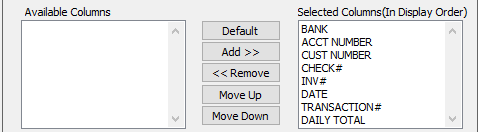 Available Columns
Default
Add >>
<< Remove
Move Up
Move Down
Selected Columns(In Display Order)
BANK
ACCT NUMBER
CUST NUMBER
CHECK#
INV#
DATE
TRANSACTION#
DAILY TOTAL